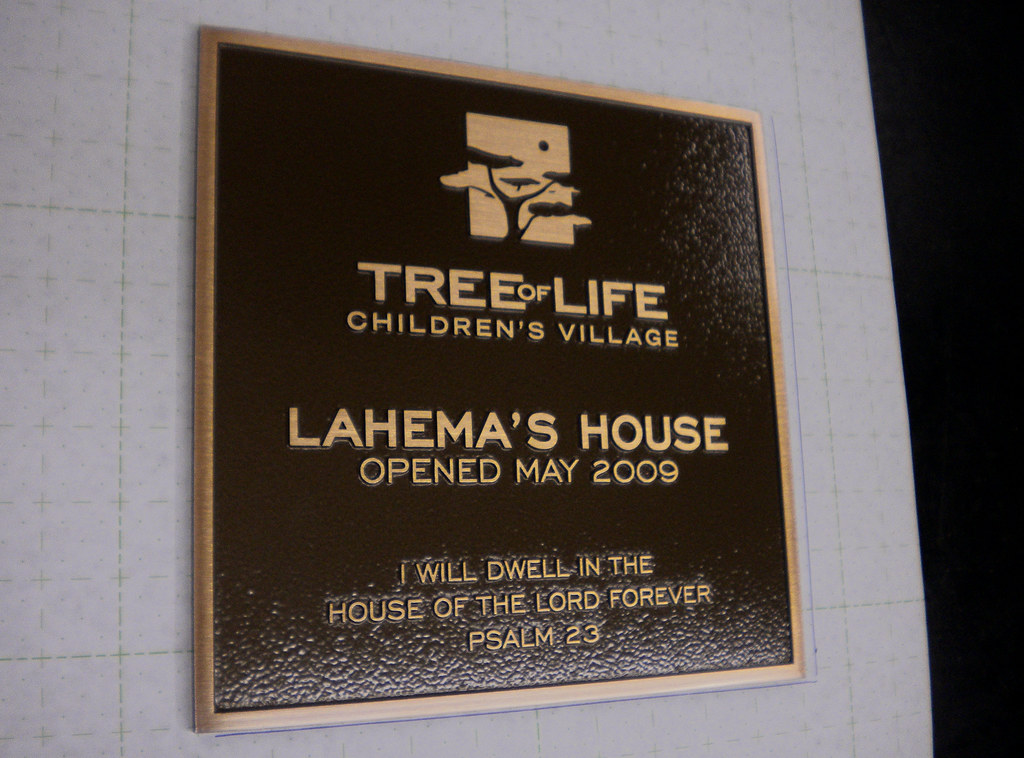 TREE OF LIFE
CHILDREN'S VILLAGE
LAHEMA'S HOUSE
OPENED MAY 2009
I WILL DWELL IN THE
HOUSE OF THE LORD FOREVER
PSALM 23